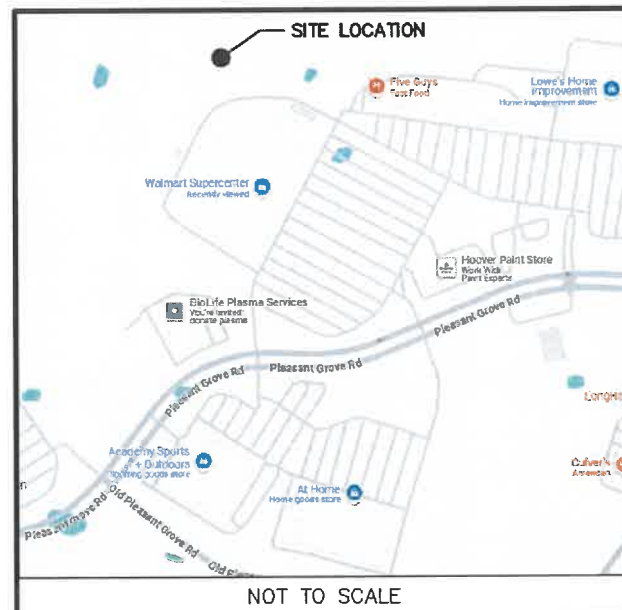 SITE LOCATION
Five Guys
Fast Food
Lowe's Home
Improvement
Home improvement store
Walmart Supercenter
Recently viewed
Hoover Paint Store
Work With
Paint Experts
BioLife Plasma Services
You're invited:
donate plasma
Pleasant Grove Rd
Pleasant Grove Rd
Pleasant Grove Rd
Academy Sports
+ Outdoors
Sporting goods store
At Home
Home goods store
Culver's
American
Pleasant Grove Rd
Old Pleasant Grove Rd
NOT TO SCALE